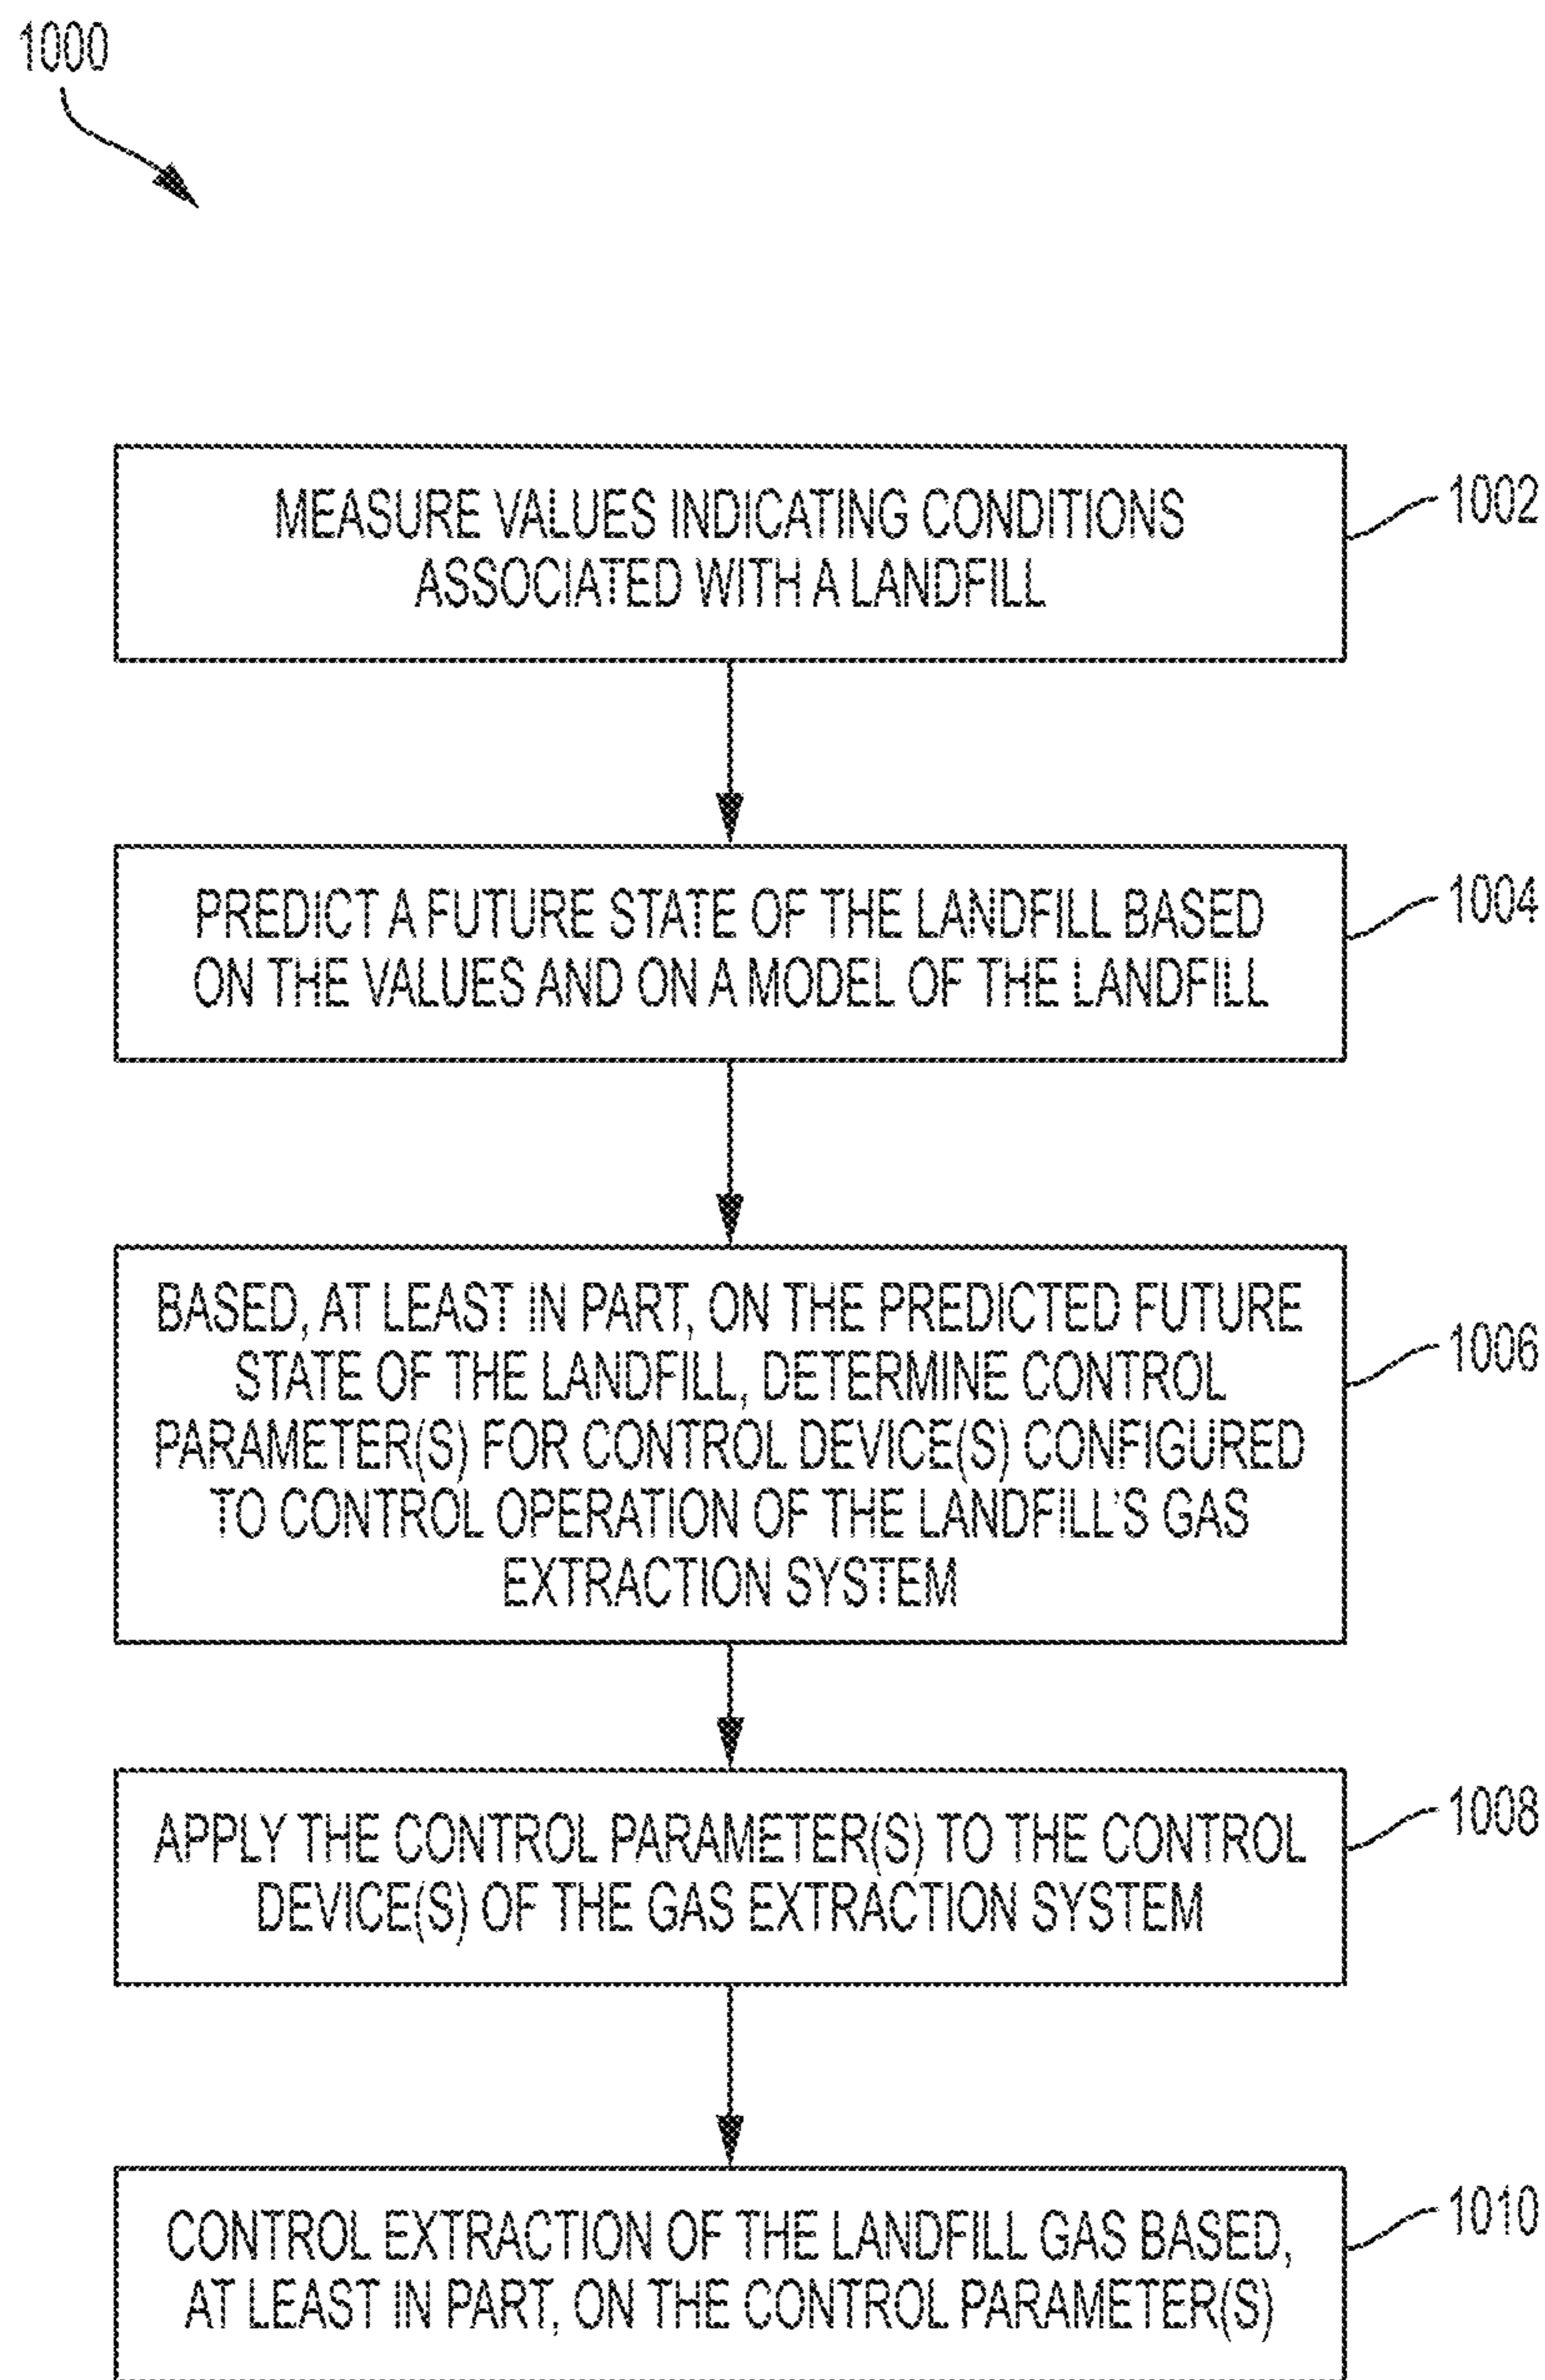 1000
MEASURE VALUES INDICATING CONDITIONS
ASSOCIATED WITH A LANDFILL
1002
PREDICT A FUTURE STATE OF THE LANDFILL BASED
ON THE VALUES AND ON A MODEL OF THE LANDFILL
1004
BASED, AT LEAST IN PART, ON THE PREDICTED FUTURE
STATE OF THE LANDFILL, DETERMINE CONTROL
PARAMETER(S) FOR CONTROL DEVICE(S) CONFIGURED
TO CONTROL OPERATION OF THE LANDFILL'S GAS
EXTRACTION SYSTEM
1006
APPLY THE CONTROL PARAMETER(S) TO THE CONTROL
DEVICE(S) OF THE GAS EXTRACTION SYSTEM
1008
CONTROL EXTRACTION OF THE LANDFILL GAS BASED,
AT LEAST IN PART, ON THE CONTROL PARAMETER(S)
1010